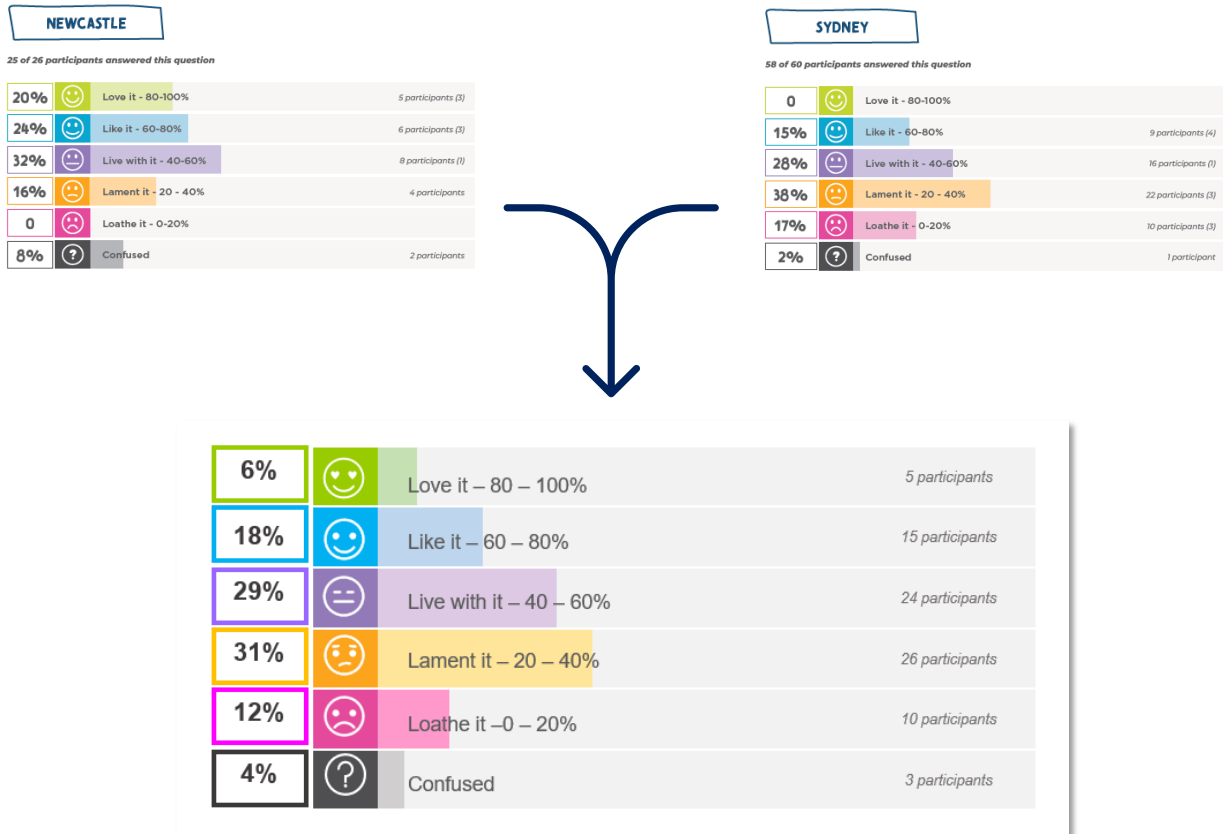 NEWCASTLE
25 of 26 participants answered this question
20% Love it - 80-100% 5 participants (3)
24% Like it - 60-80% 6 participants (3)
32% Live with it - 40-60% 8 participants (1)
16% Lament it - 20 - 40% 4 participants
0 Loathe it - 0-20%
8% ? Confused 2 participants
SYDNEY
58 of 60 participants answered this question
0 Love it - 80-100%
15% Like it - 60-80% 9 participants (4)
28% Live with it - 40-60% 16 participants (1)
38% Lament it - 20 - 40% 22 participants (3)
17% Loathe it - 0-20% 10 participants (3)
2% ? Confused 1 participant
6% Love it – 80 – 100% 5 participants
18% Like it – 60 – 80% 15 participants
29% Live with it – 40 – 60% 24 participants
31% Lament it – 20 – 40% 26 participants
12% Loathe it –0 – 20% 10 participants
4% ? Confused 3 participants